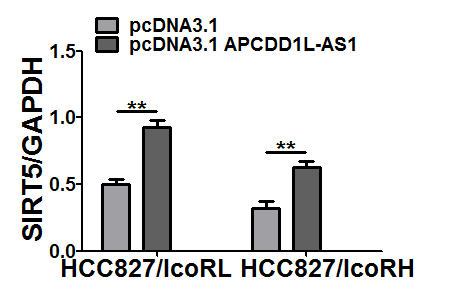 pcDNA3.1
pcDNA3.1 APCDD1L-AS1
SIRT5/GAPDH
1.5
1.0
0.5
0.0
**
**
HCC827/IcoRL HCC827/IcoRH